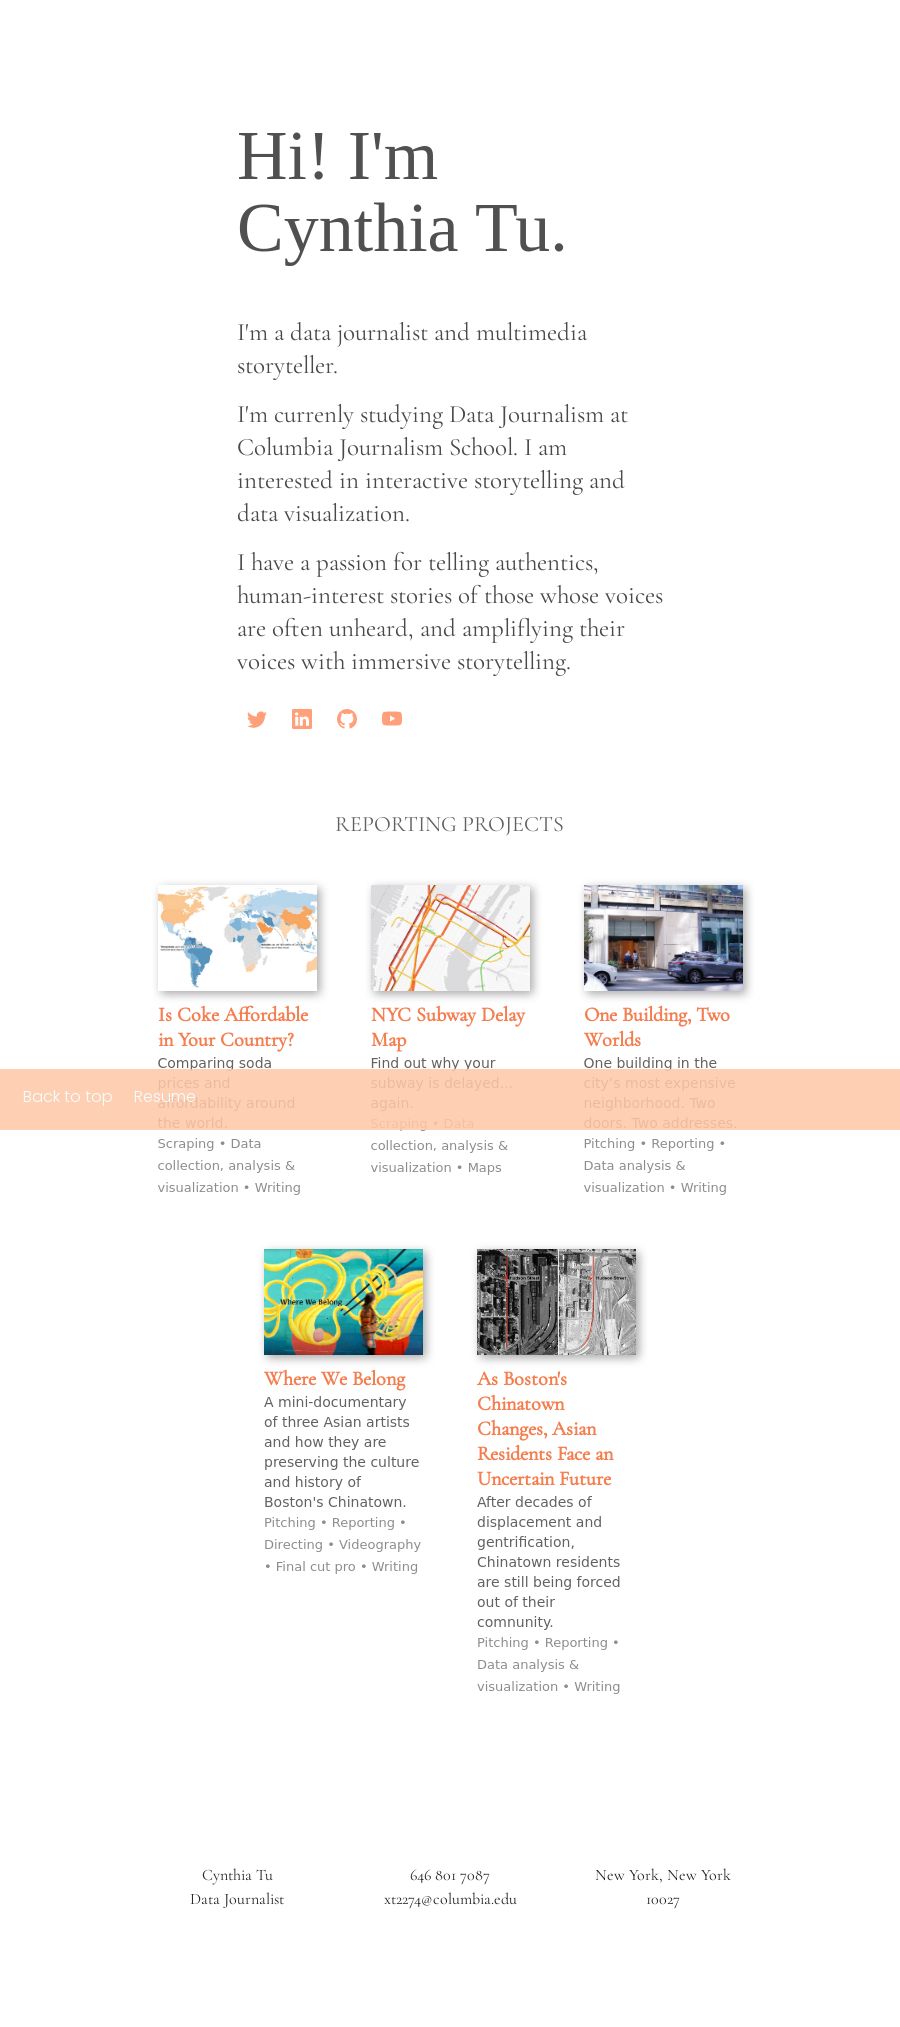 Hi! I'm
Cynthia Tu.
I'm a data journalist and multimedia
storyteller.
I'm currenly studying Data Journalism at
Columbia Journalism School. I am
interested in interactive storytelling and
data visualization.
I have a passion for telling authentics,
human-interest stories of those whose voices
are often unheard, and ampliflying their
voices with immersive storytelling.
REPORTING PROJECTS
Is Coke Affordable
in Your Country?
Comparing soda
prices and
affordability around
the world.
Scraping • Data
collection, analysis &
visualization • Writing
NYC Subway Delay
Map
Find out why your
subway is delayed...
again.
Scraping • Data
collection, analysis &
visualization • Maps
One Building, Two
Worlds
One building in the
city's most expensive
neighborhood. Two
doors. Two addresses.
Pitching • Reporting •
Data analysis &
visualization • Writing
Back to top
Resume
Where We Belong
Where We Belong
A mini-documentary
of three Asian artists
and how they are
preserving the culture
and history of
Boston's Chinatown.
Pitching • Reporting •
Directing • Videography
• Final cut pro • Writing
Hudson Street
Hudson Street
As Boston's
Chinatown
Changes, Asian
Residents Face an
Uncertain Future
After decades of
displacement and
gentrification,
Chinatown residents
are still being forced
out of their
comnunity.
Pitching • Reporting •
Data analysis &
visualization • Writing
Cynthia Tu
Data Journalist
646 801 7087
xt2274@columbia.edu
New York, New York
10027